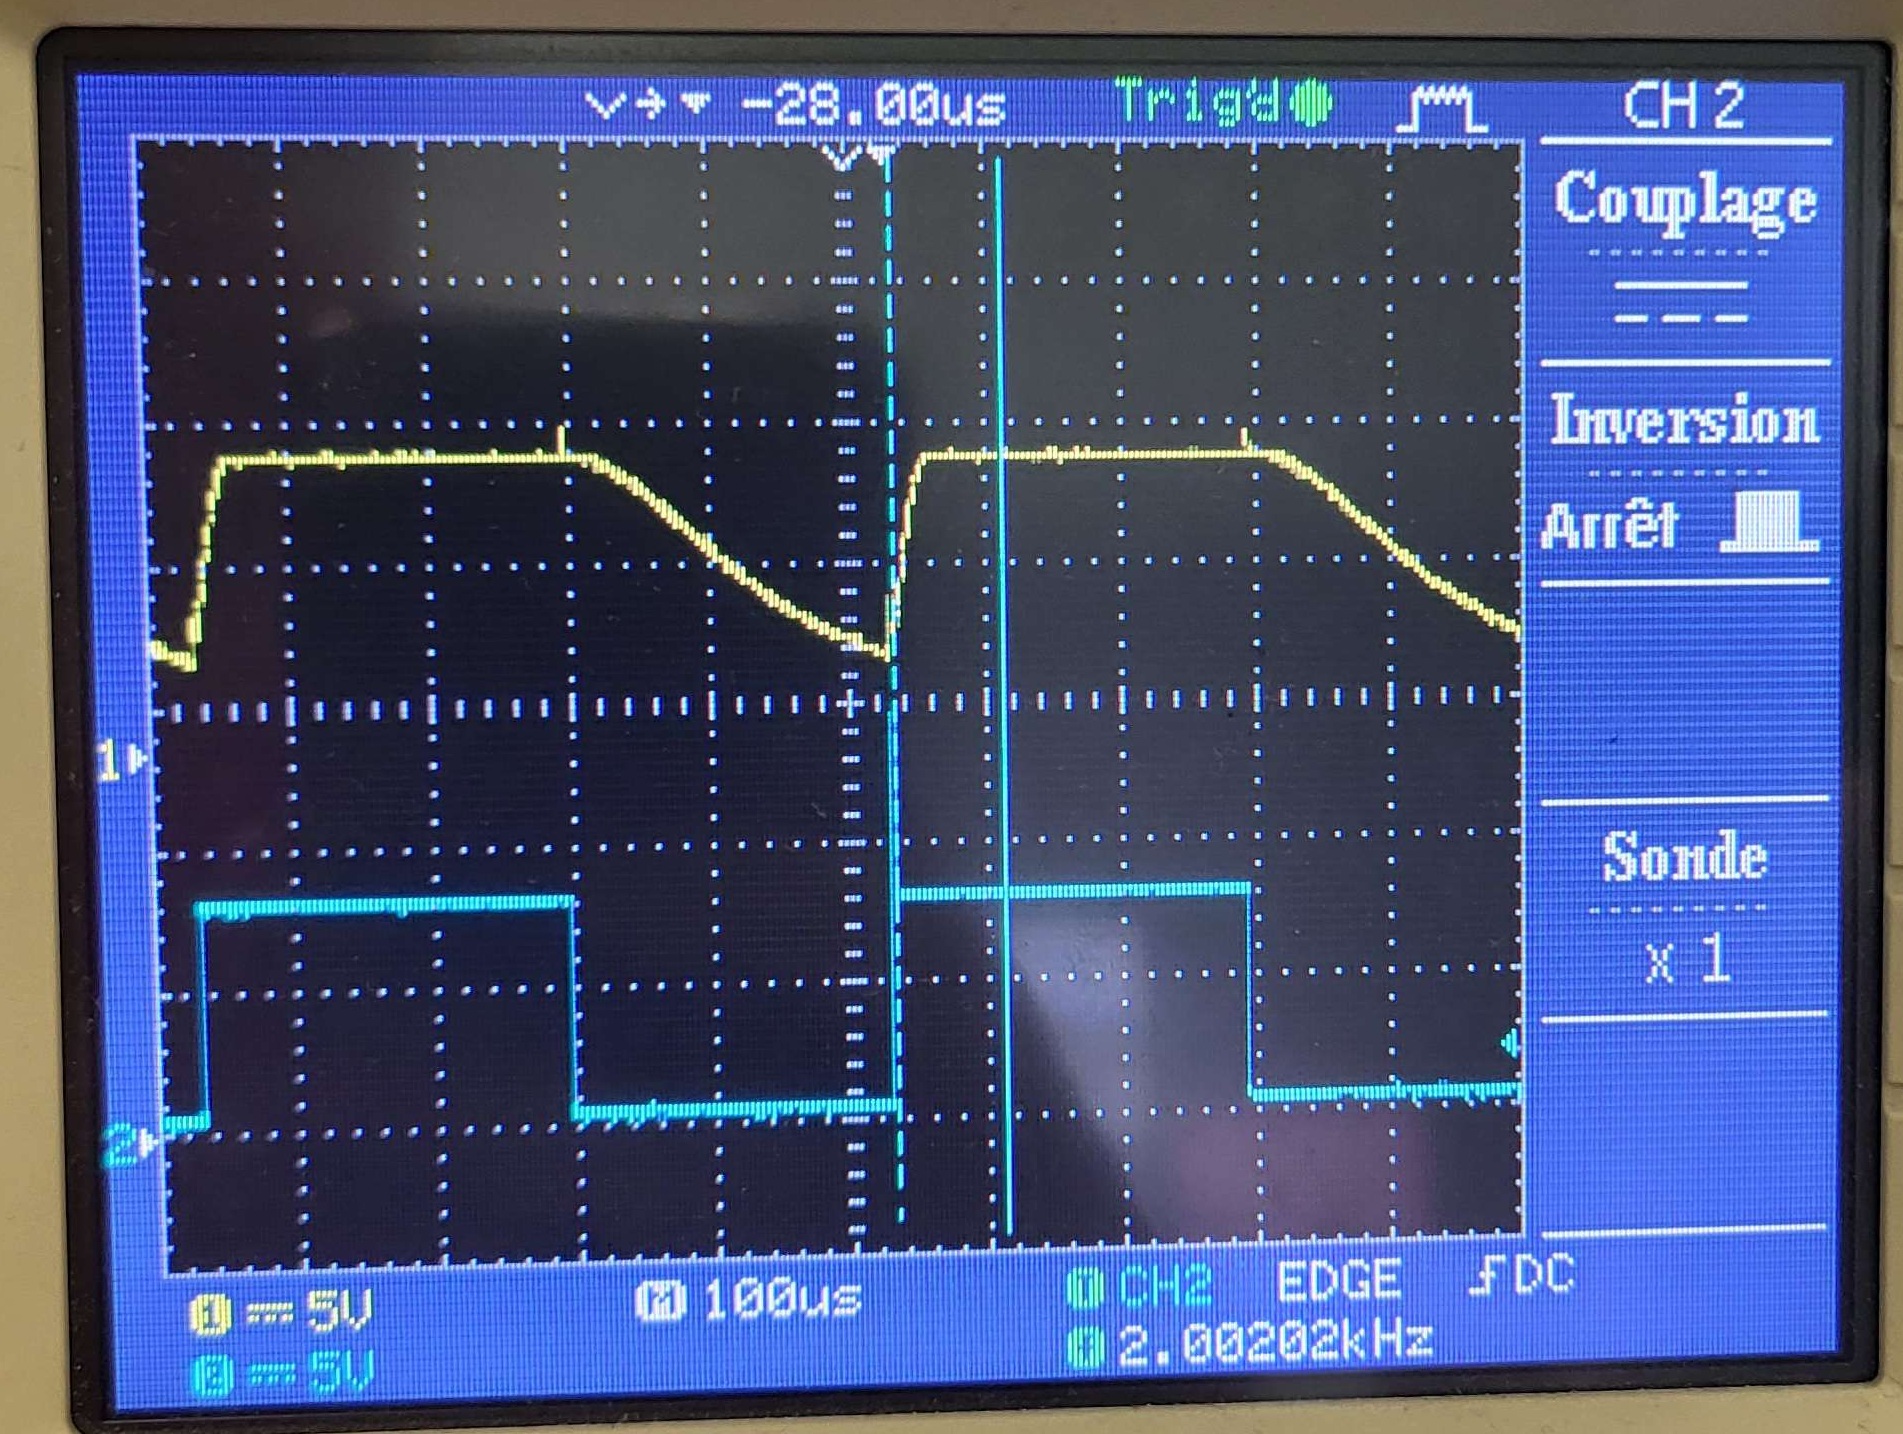 -28.00us Trig'd CH 2
Couplage
Inversion
Arrêt
1
Sonde
x 1
2
1 5V M 100us T CH2 EDGE DC
2 5V F 2.00202kHz